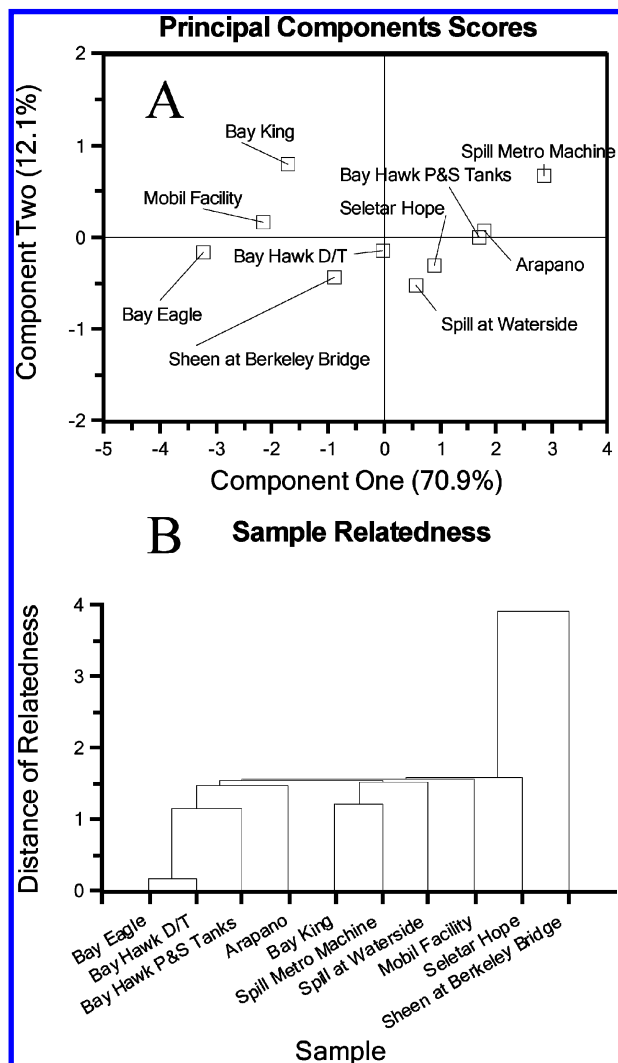 Principal Components Scores
A
2
1
0
-1
-2
Component Two (12.1%)
Bay King
Spill Metro Machine
Bay Hawk P&S Tanks
Mobil Facility
Seletar Hope
Bay Hawk D/T
Arapano
Bay Eagle
Spill at Waterside
Sheen at Berkeley Bridge
-5 -4 -3 -2 -1 0 1 2 3 4
Component One (70.9%)
B
Sample Relatedness
4
3
2
1
0
Distance of Relatedness
Bay Eagle
Bay Hawk D/T
Bay Hawk P&S Tanks
Arapano
Bay King
Spill Metro Machine
Spill at Waterside
Mobil Facility
Seletar Hope
Sheen at Berkeley Bridge
Sample